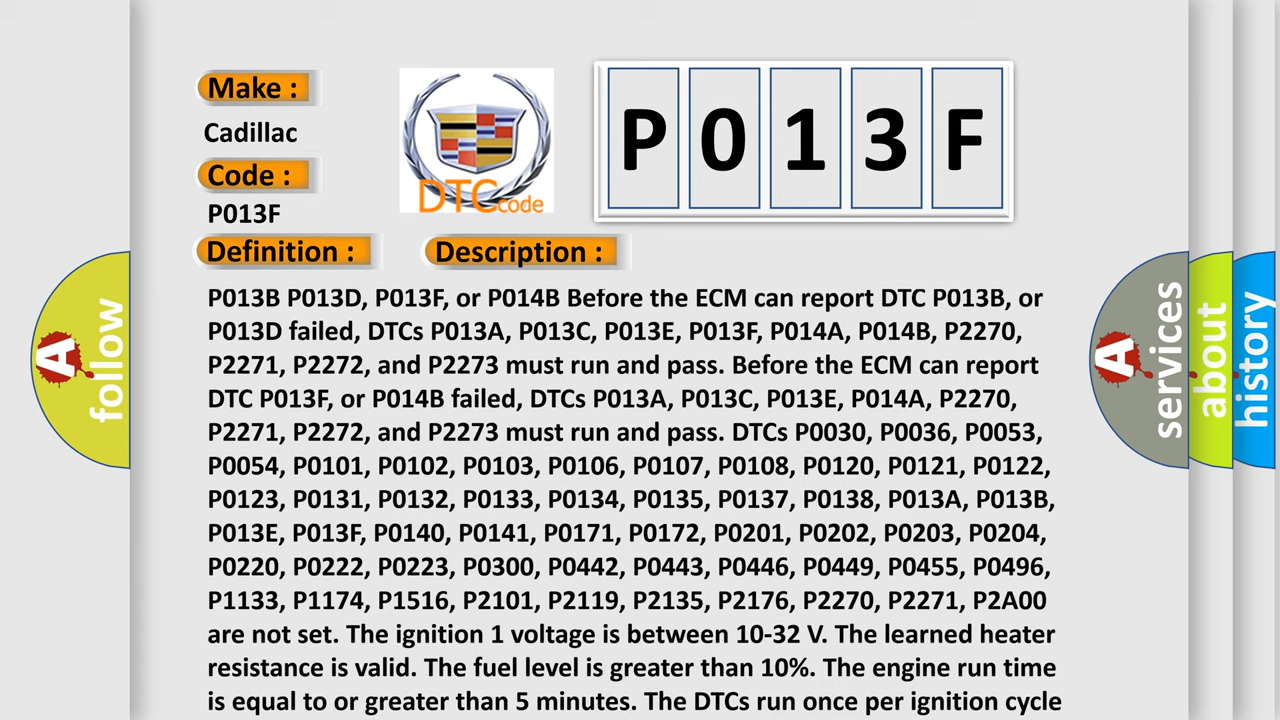 Make :
Cadillac
Code :
P013F
DTC code
P 0 1 3 F
Definition :
Description :
P013B P013D, P013F, or P014B Before the ECM can report DTC P013B, or
P013D failed, DTCs P013A, P013C, P013E, P013F, P014A, P014B, P2270,
P2271, P2272, and P2273 must run and pass. Before the ECM can report
DTC P013F, or P014B failed, DTCs P013A, P013C, P013E, P014A, P2270,
P2271, P2272, and P2273 must run and pass. DTCs P0030, P0036, P0053,
P0054, P0101, P0102, P0103, P0106, P0107, P0108, P0120, P0121, P0122,
P0123, P0131, P0132, P0133, P0134, P0135, P0137, P0138, P013A, P013B,
P013E, P013F, P0140, P0141, P0171, P0172, P0201, P0202, P0203, P0204,
P0220, P0222, P0223, P0300, P0442, P0443, P0446, P0449, P0455, P0496,
P1133, P1174, P1516, P2101, P2119, P2135, P2176, P2270, P2271, P2A00
are not set. The ignition 1 voltage is between 10-32 V. The learned heater
resistance is valid. The fuel level is greater than 10%. The engine run time
is equal to or greater than 5 minutes. The DTCs run once per ignition cycle
A
follow
A
services
about
history